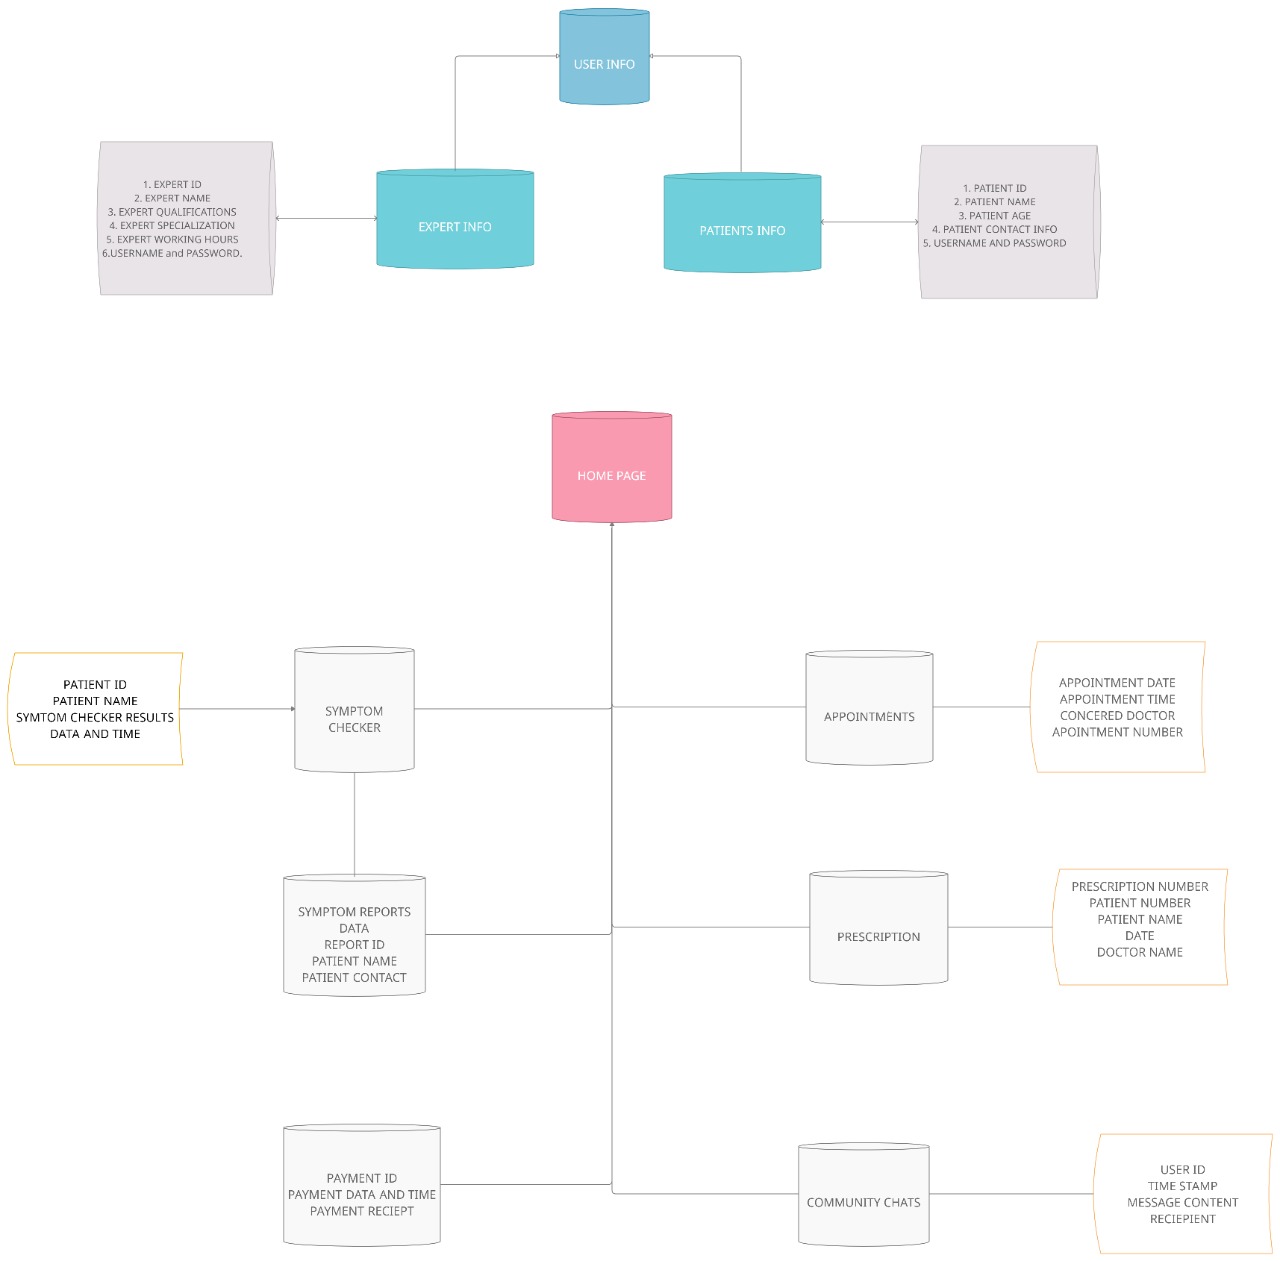 USER INFO
1. EXPERT ID
2. EXPERT NAME
3. EXPERT QUALIFICATIONS
4. EXPERT SPECIALIZATION
5. EXPERT WORKING HOURS
6.USERNAME and PASSWORD.
EXPERT INFO
PATIENTS INFO
1. PATIENT ID
2. PATIENT NAME
3. PATIENT AGE
4. PATIENT CONTACT INFO
5. USERNAME AND PASSWORD
HOME PAGE
PATIENT ID
PATIENT NAME
SYMTOM CHECKER RESULTS
DATA AND TIME
SYMPTOM
CHECKER
APPOINTMENTS
APPOINTMENT DATE
APPOINTMENT TIME
CONCERED DOCTOR
APOINTMENT NUMBER
SYMPTOM REPORTS
DATA
REPORT ID
PATIENT NAME
PATIENT CONTACT
PRESCRIPTION
PRESCRIPTION NUMBER
PATIENT NUMBER
PATIENT NAME
DATE
DOCTOR NAME
PAYMENT ID
PAYMENT DATA AND TIME
PAYMENT RECIEPT
COMMUNITY CHATS
USER ID
TIME STAMP
MESSAGE CONTENT
RECIEPIENT